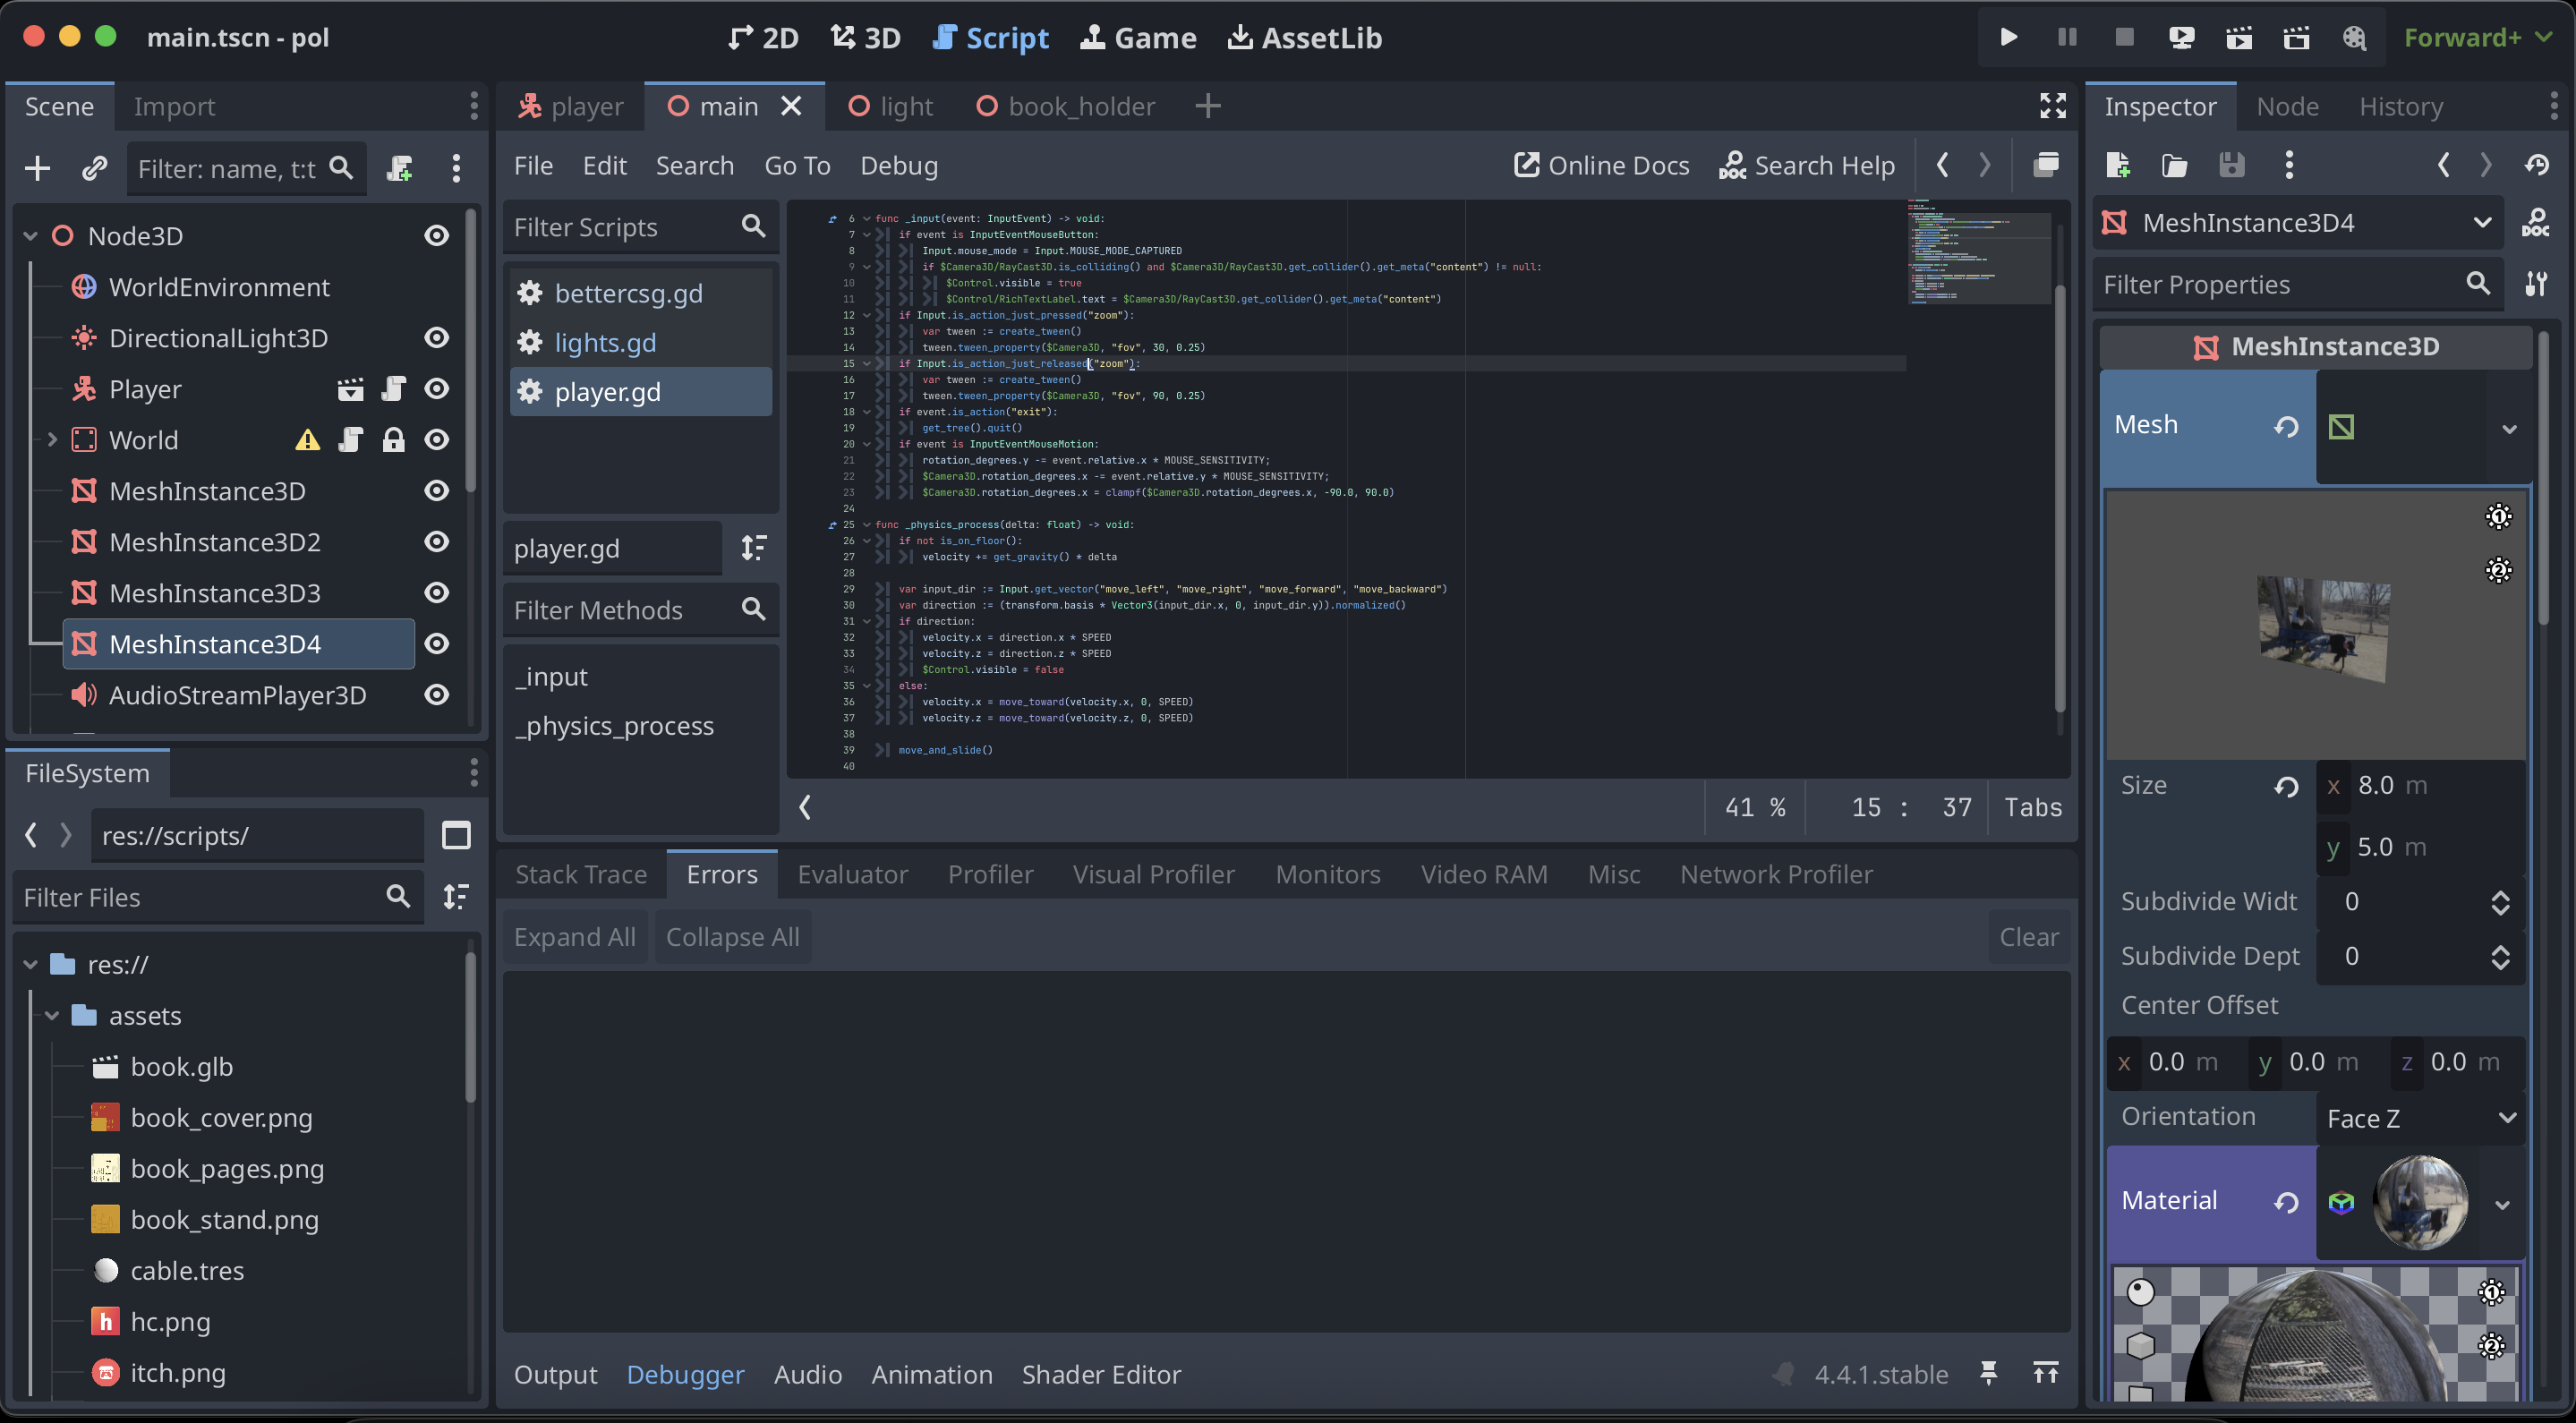 main.tscn - pol
2D 3D Script Game AssetLib
Forward+
Scene Import
Filter: name, t:t
Node3D
WorldEnvironment
DirectionalLight3D
Player
World
MeshInstance3D
MeshInstance3D2
MeshInstance3D3
MeshInstance3D4
AudioStreamPlayer3D
FileSystem
res://scripts/
Filter Files
res://
assets
book.glb
book_cover.png
book_pages.png
book_stand.png
cable.tres
hc.png
itch.png
player main light book_holder
File Edit Search Go To Debug
Online Docs DOC Search Help
Filter Scripts
bettercsg.gd
lights.gd
player.gd
player.gd
Filter Methods
_input
_physics_process
6 func _input(event: InputEvent) -> void:
7 if event is InputEventMouseButton:
8 Input.mouse_mode = Input.MOUSE_MODE_CAPTURED
9 if $Camera3D/RayCast3D.is_colliding() and $Camera3D/RayCast3D.get_collider().get_meta("content") != null:
10 $Control.visible = true
11 $Control/RichTextLabel.text = $Camera3D/RayCast3D.get_collider().get_meta("content")
12 if Input.is_action_just_pressed("zoom"):
13 var tween := create_tween()
14 tween.tween_property($Camera3D, "fov", 30, 0.25)
15 if Input.is_action_just_released("zoom"):
16 var tween := create_tween()
17 tween.tween_property($Camera3D, "fov", 90, 0.25)
18 if event.is_action("exit"):
19 get_tree().quit()
20 if event is InputEventMouseMotion:
21 rotation_degrees.y -= event.relative.x * MOUSE_SENSITIVITY;
22 $Camera3D.rotation_degrees.x -= event.relative.y * MOUSE_SENSITIVITY;
23 $Camera3D.rotation_degrees.x = clampf($Camera3D.rotation_degrees.x, -90.0, 90.0)
24
25 func _physics_process(delta: float) -> void:
26 if not is_on_floor():
27 velocity += get_gravity() * delta
28
29 var input_dir := Input.get_vector("move_left", "move_right", "move_forward", "move_backward")
30 var direction := (transform.basis * Vector3(input_dir.x, 0, input_dir.y)).normalized()
31 if direction:
32 velocity.x = direction.x * SPEED
33 velocity.z = direction.z * SPEED
34 $Control.visible = false
35 else:
36 velocity.x = move_toward(velocity.x, 0, SPEED)
37 velocity.z = move_toward(velocity.z, 0, SPEED)
38
39 move_and_slide()
40
41 % 15 : 37 Tabs
Stack Trace Errors Evaluator Profiler Visual Profiler Monitors Video RAM Misc Network Profiler
Expand All Collapse All Clear
Output Debugger Audio Animation Shader Editor
4.4.1.stable
Inspector Node History
MeshInstance3D4
DOC
Filter Properties
MeshInstance3D
Mesh
1
2
Size x 8.0 m
y 5.0 m
Subdivide Widt 0
Subdivide Dept 0
Center Offset
x 0.0 m y 0.0 m z 0.0 m
Orientation Face Z
Material
1
2